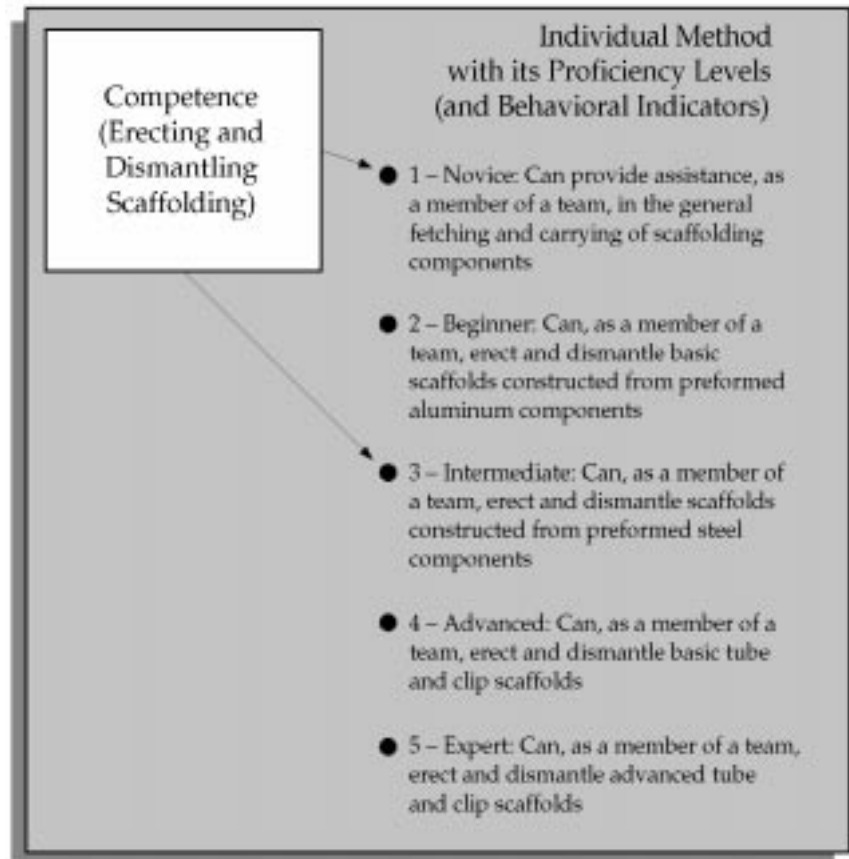 Competence
(Erecting and
Dismantling
Scaffolding)
Individual Method
with its Proficiency Levels
(and Behavioral Indicators)
1 – Novice: Can provide assistance, as
a member of a team, in the general
fetching and carrying of scaffolding
components
2 – Beginner: Can, as a member of a
team, erect and dismantle basic
scaffolds constructed from preformed
aluminum components
3 – Intermediate: Can, as a member of
a team, erect and dismantle scaffolds
constructed from preformed steel
components
4 – Advanced: Can, as a member of a
team, erect and dismantle basic tube
and clip scaffolds
5 – Expert: Can, as a member of a team,
erect and dismantle advanced tube
and clip scaffolds